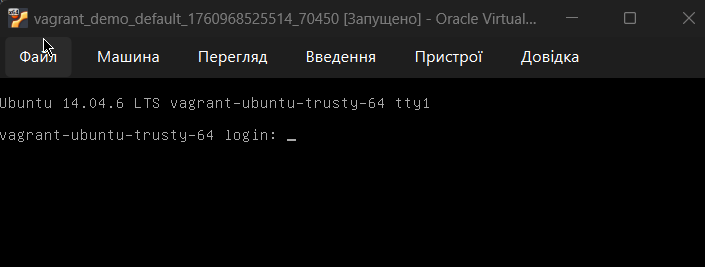 vagrant_demo_default_1760968525514_70450 [Запущено] - Oracle Virtual...
Файл Машина Перегляд Введення Пристрої Довідка
Ubuntu 14.04.6 LTS vagrant-ubuntu-trusty-64 tty1
vagrant-ubuntu-trusty-64 login: _